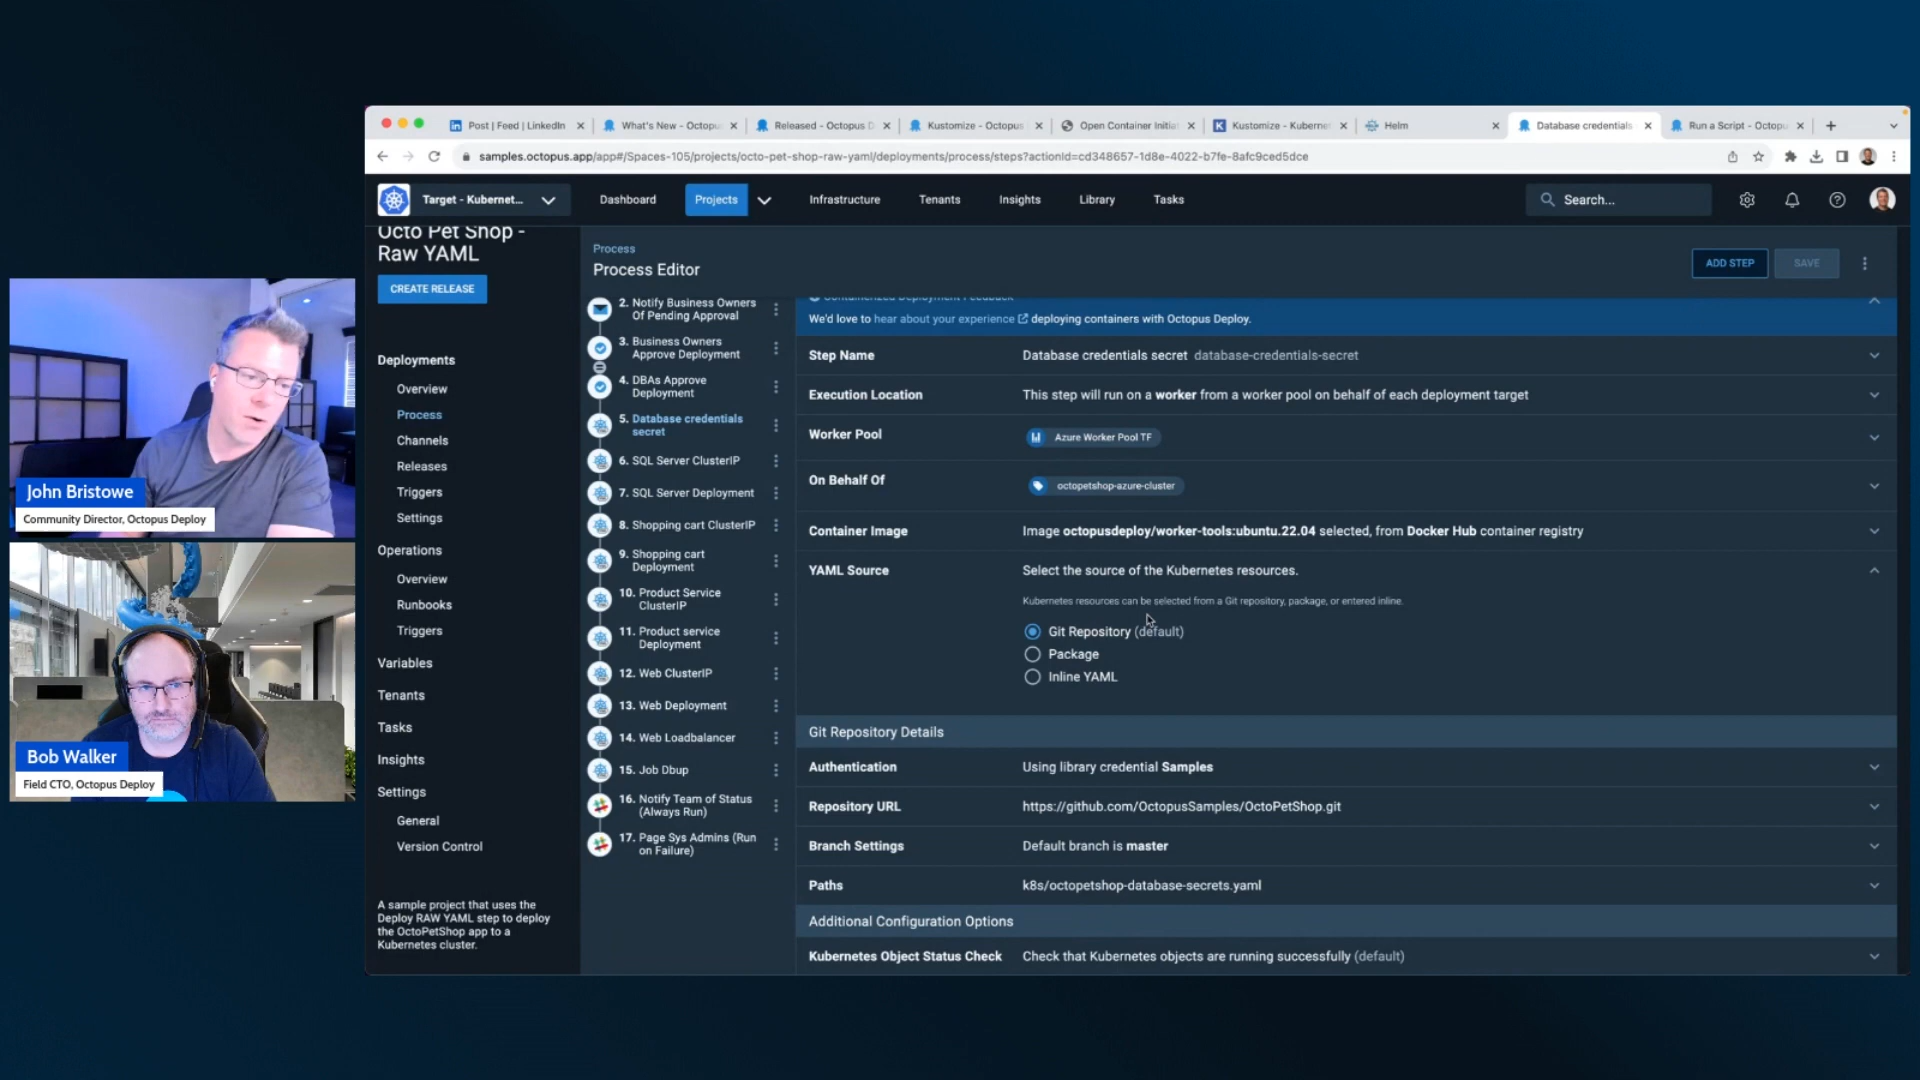 Post | Feed | LinkedIn
What's New - Octopu
Released - Octopus D
Kustomize - Octopus
Open Container Initiat
Kustomize - Kubernet
Helm
Database credentials
Run a Script - Octopu
samples.octopus.app/app#/Spaces-105/projects/octo-pet-shop-raw-yaml/deployments/process/steps?actionId=cd348657-1d8e-4022-b7fe-8afc9ced5dce
Target - Kubernet...
Dashboard
Projects
Infrastructure
Tenants
Insights
Library
Tasks
Search...
Octo Pet Shop -
Raw YAML
CREATE RELEASE
Deployments
Overview
Process
Channels
Releases
Triggers
Settings
Operations
Overview
Runbooks
Triggers
Variables
Tenants
Tasks
Insights
Settings
General
Version Control
A sample project that uses the
Deploy RAW YAML step to deploy
the OctoPetShop app to a
Kubernetes cluster.
Process
Process Editor
ADD STEP
SAVE
2. Notify Business Owners
Of Pending Approval
3. Business Owners
Approve Deployment
4. DBAs Approve
Deployment
5. Database credentials
secret
6. SQL Server ClusterIP
7. SQL Server Deployment
8. Shopping cart ClusterIP
9. Shopping cart
Deployment
10. Product Service
ClusterIP
11. Product service
Deployment
12. Web ClusterIP
13. Web Deployment
14. Web Loadbalancer
15. Job Dbup
16. Notify Team of Status
(Always Run)
17. Page Sys Admins (Run
on Failure)
Containerized Deployment Feedback
We'd love to hear about your experience deploying containers with Octopus Deploy.
Step Name
Database credentials secret database-credentials-secret
Execution Location
This step will run on a worker from a worker pool on behalf of each deployment target
Worker Pool
Azure Worker Pool TF
On Behalf Of
octopetshop-azure-cluster
Container Image
Image octopusdeploy/worker-tools:ubuntu.22.04 selected, from Docker Hub container registry
YAML Source
Select the source of the Kubernetes resources.
Kubernetes resources can be selected from a Git repository, package, or entered inline.
Git Repository (default)
Package
Inline YAML
Git Repository Details
Authentication
Using library credential Samples
Repository URL
https://github.com/OctopusSamples/OctoPetShop.git
Branch Settings
Default branch is master
Paths
k8s/octopetshop-database-secrets.yaml
Additional Configuration Options
Kubernetes Object Status Check
Check that Kubernetes objects are running successfully (default)
John Bristowe
Community Director, Octopus Deploy
Bob Walker
Field CTO, Octopus Deploy